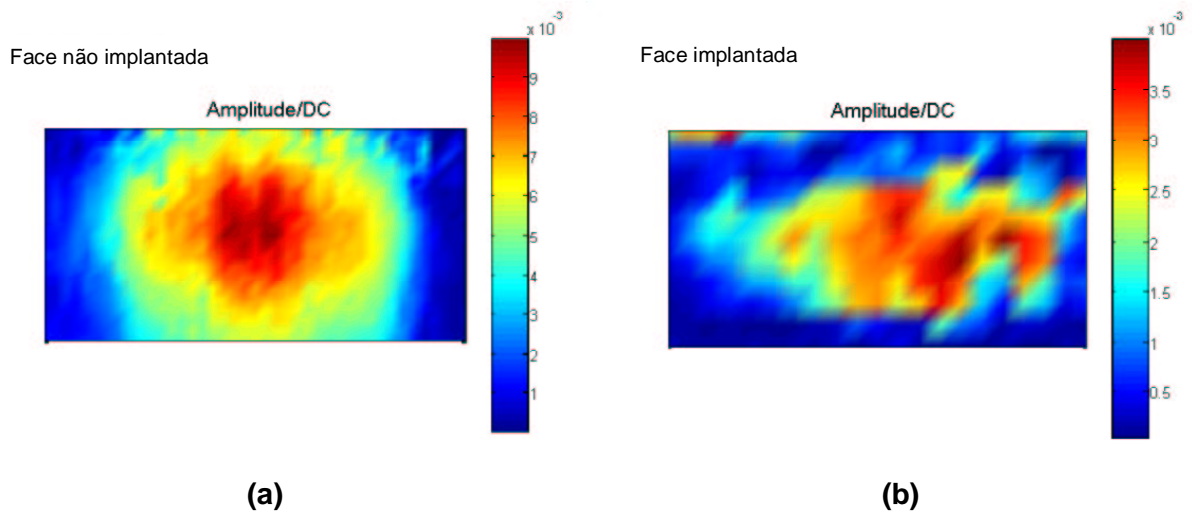 Face não implantada
Amplitude/DC
x 10⁻³
9
8
7
6
5
4
3
2
1
(a)
Face implantada
Amplitude/DC
x 10⁻³
3.5
3
2.5
2
1.5
1
0.5
(b)